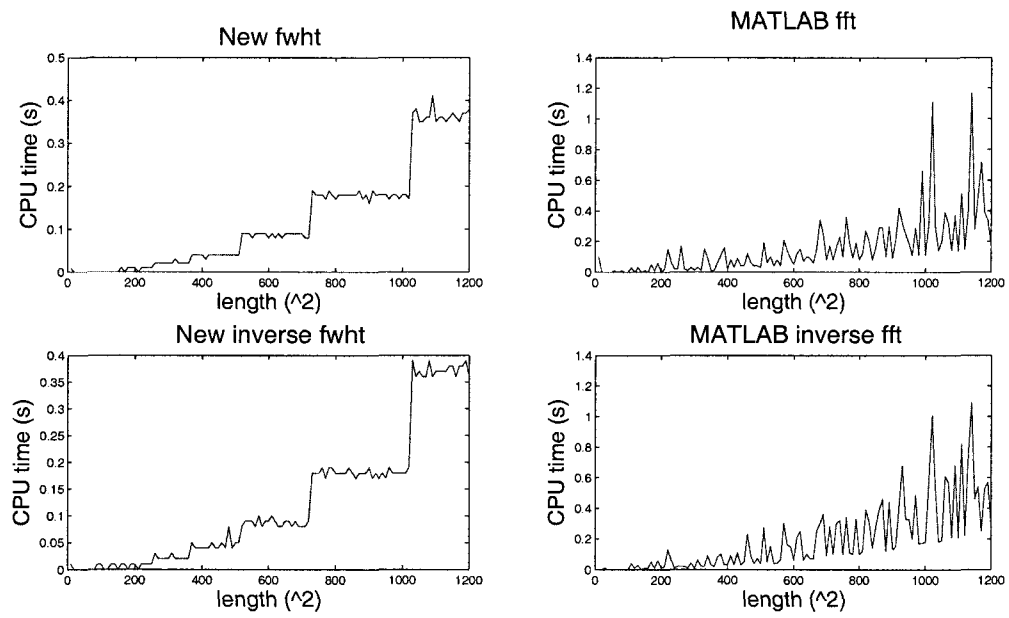 New fwht
CPU time (s)
0.5
0.4
0.3
0.2
0.1
0
0 200 400 600 800 1000 1200
length (^2)
MATLAB fft
CPU time (s)
1.4
1.2
1
0.8
0.6
0.4
0.2
0
0 200 400 600 800 1000 1200
length (^2)
New inverse fwht
CPU time (s)
0.4
0.35
0.3
0.25
0.2
0.15
0.1
0.05
0
0 200 400 600 800 1000 1200
length (^2)
MATLAB inverse fft
CPU time (s)
1.4
1.2
1
0.8
0.6
0.4
0.2
0
0 200 400 600 800 1000 1200
length (^2)